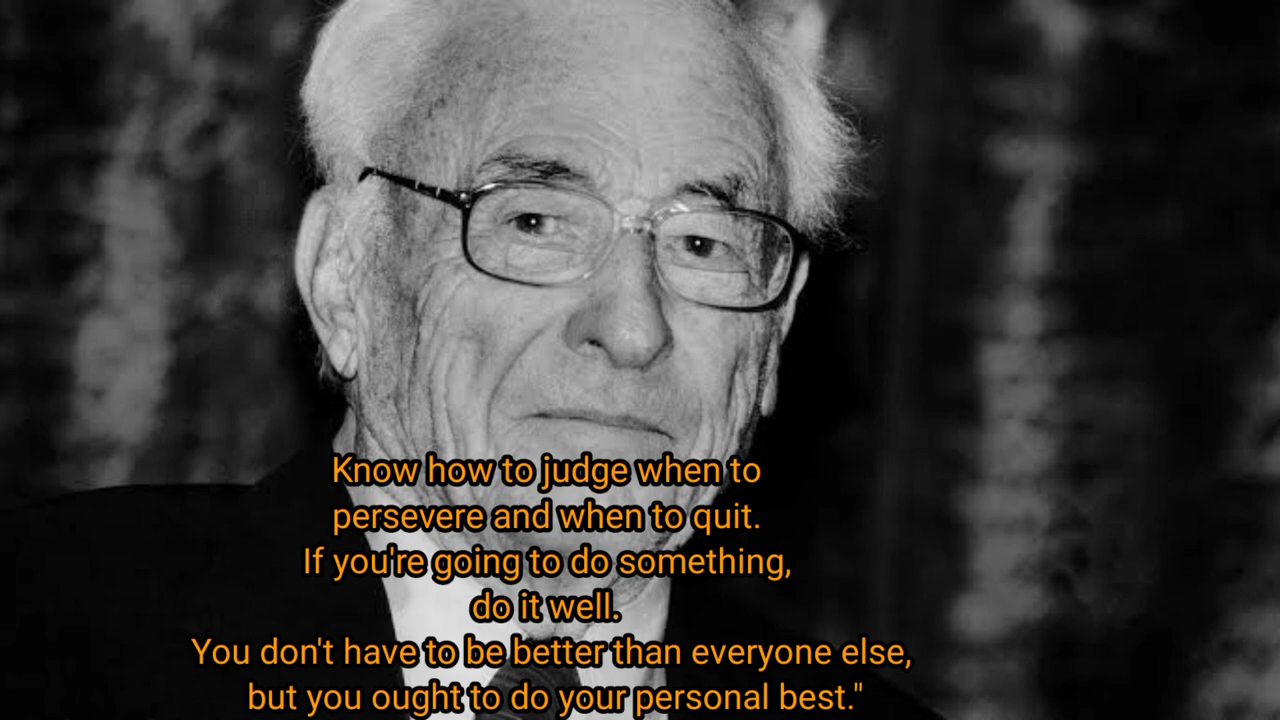 Know how to judge when to
persevere and when to quit.
If you're going to do something,
do it well.
You don't have to be better than everyone else,
but you ought to do your personal best."